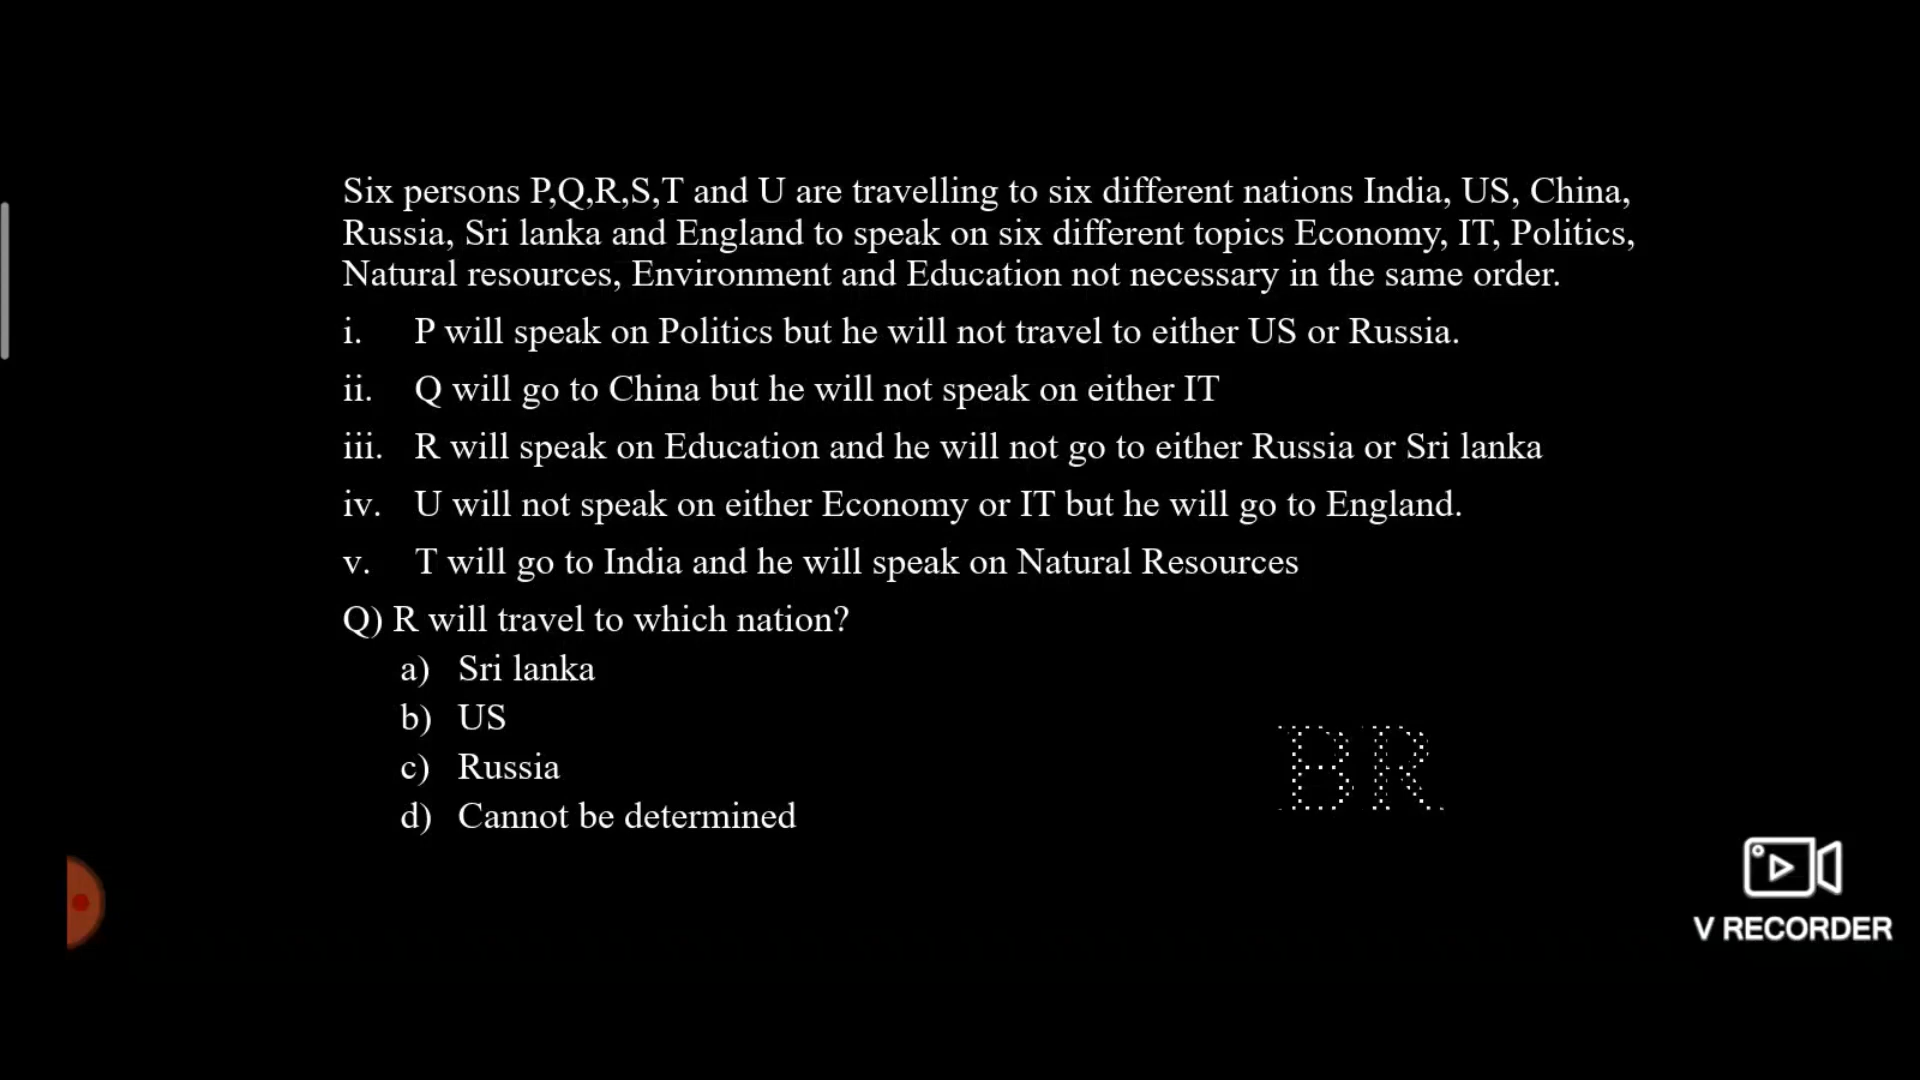 Six persons P,Q,R,S,T and U are travelling to six different nations India, US, China,
Russia, Sri lanka and England to speak on six different topics Economy, IT, Politics,
Natural resources, Environment and Education not necessary in the same order.
i. P will speak on Politics but he will not travel to either US or Russia.
ii. Q will go to China but he will not speak on either IT
iii. R will speak on Education and he will not go to either Russia or Sri lanka
iv. U will not speak on either Economy or IT but he will go to England.
v. T will go to India and he will speak on Natural Resources
Q) R will travel to which nation?
a) Sri lanka
b) US
c) Russia
d) Cannot be determined
BR
V RECORDER